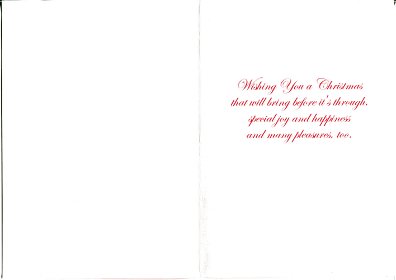 Wishing You a Christmas
that will bring before it's through,
special joy and happiness
and many pleasures, too.